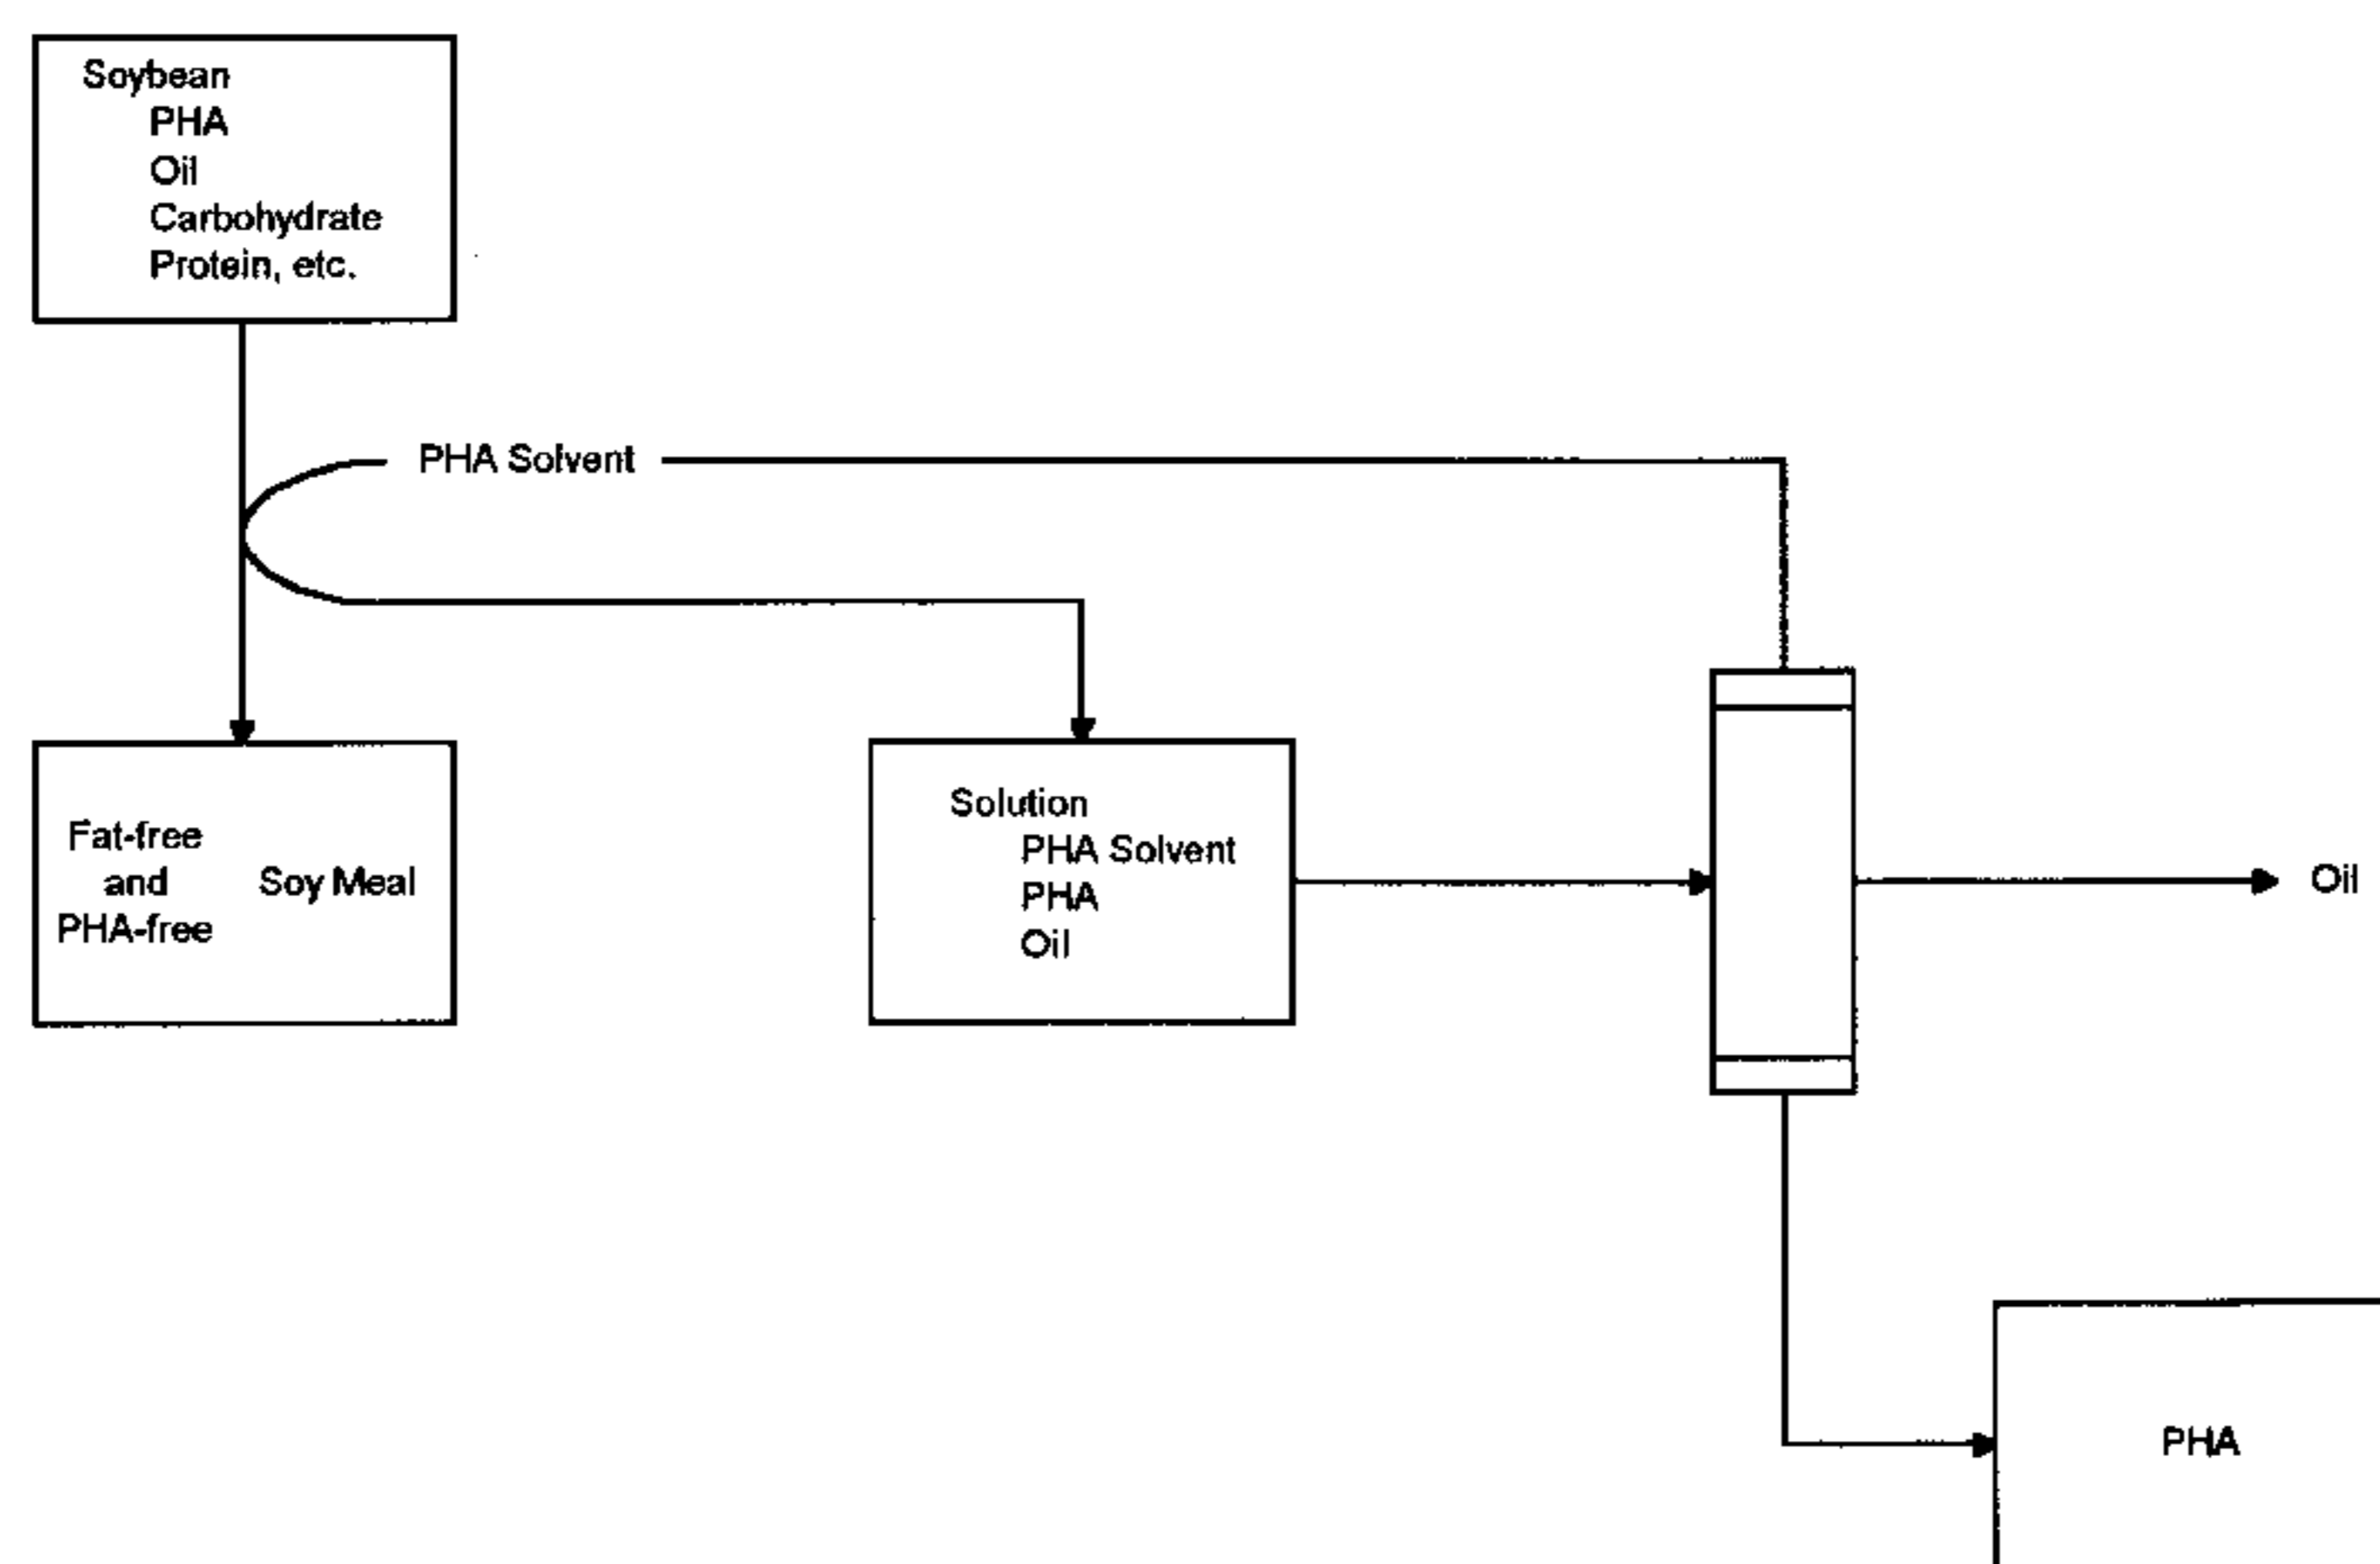 Soybean
PHA
Oil
Carbohydrate
Protein, etc.
PHA Solvent
Fat-free
and
PHA-free
Soy Meal
Solution
PHA Solvent
PHA
Oil
Oil
PHA